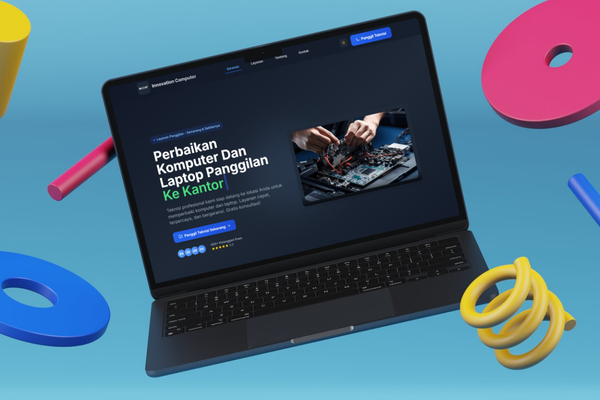 Innovation Computer
Beranda
Layanan
Tentang
Kontak
Panggil Teknisi
Layanan Panggilan - Semarang & Sekitarnya
Perbaikan
Komputer Dan
Laptop Panggilan
Ke Kantor
Teknisi profesional kami siap datang ke lokasi Anda untuk
memperbaiki komputer dan laptop. Layanan cepat,
terpercaya, dan bergaransi. Gratis konsultasi!
Panggil Teknisi Sekarang